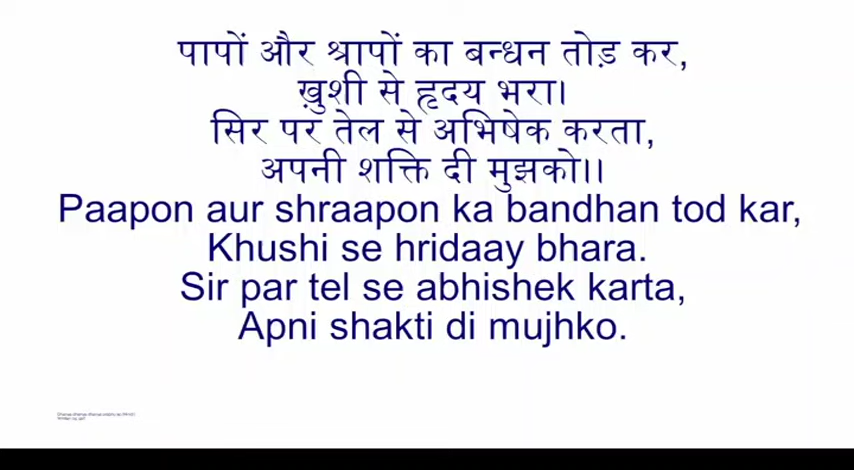 पापों और श्रापों का बन्धन तोड़ कर,
ख़ुशी से हृदय भरा।
सिर पर तेल से अभिषेक करता,
अपनी शक्ति दी मुझको।।
Paapon aur shraapon ka bandhan tod kar,
Khushi se hridaay bhara.
Sir par tel se abhishek karta,
Apni shakti di mujhko.